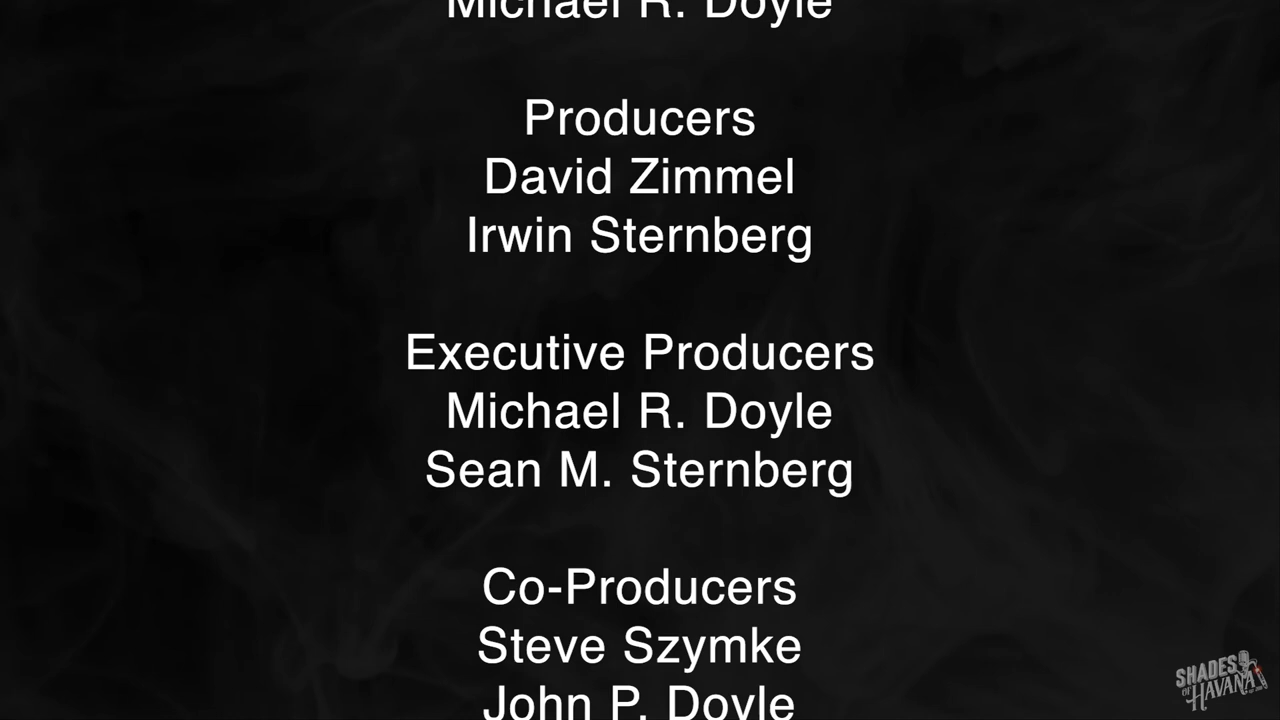 Michael R. Doyle
Producers
David Zimmel
Irwin Sternberg
Executive Producers
Michael R. Doyle
Sean M. Sternberg
Co-Producers
Steve Szymke
John P. Doyle
SHADES
OF HAVANA